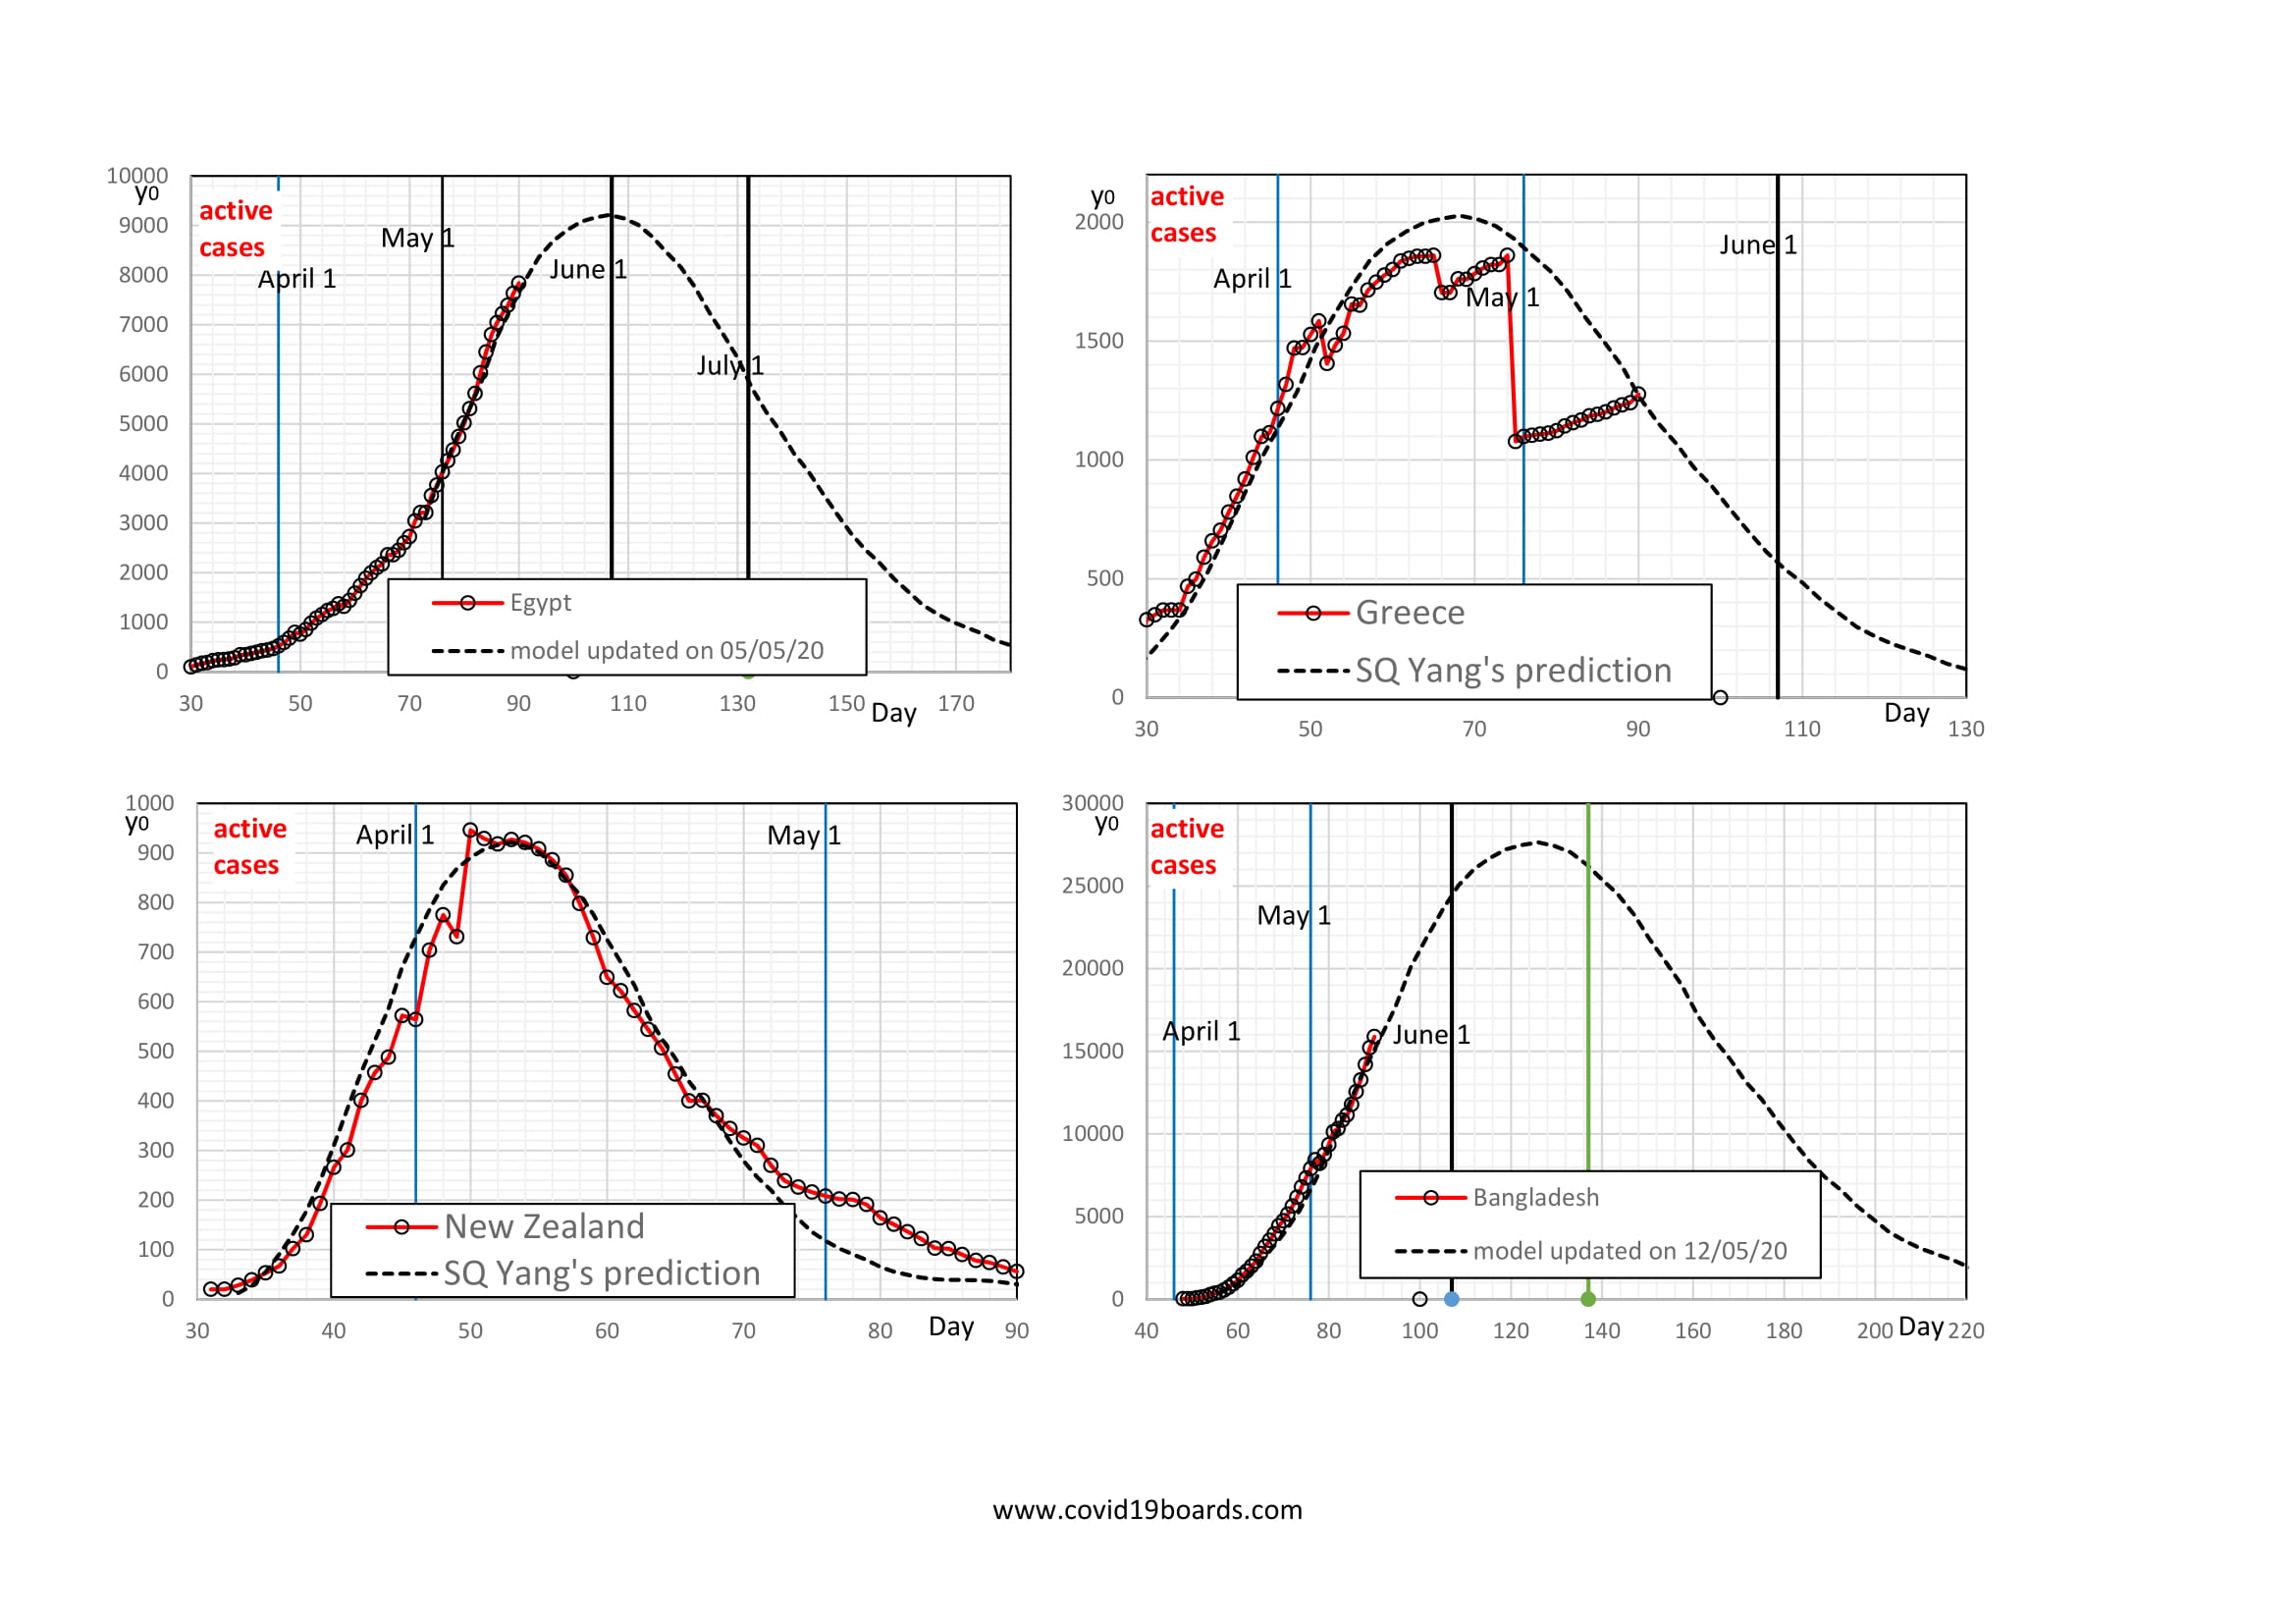 10000
y0
active
cases
9000
May 1
8000
April 1
June 1
7000
6000
July 1
5000
4000
3000
2000
1000
0
Egypt
model updated on 05/05/20
30 50 70 90 110 130 150 170
Day
y0
active
cases
2000
June 1
April 1
May 1
1500
1000
500
0
Greece
SQ Yang's prediction
30 50 70 90 110 130
Day
1000
y0
active
cases
April 1
May 1
900
800
700
600
500
400
300
200
100
0
New Zealand
SQ Yang's prediction
30 40 50 60 70 80 90
Day
30000
y0
active
cases
25000
May 1
20000
April 1
June 1
15000
10000
5000
0
Bangladesh
model updated on 12/05/20
40 60 80 100 120 140 160 180 200 220
Day
www.covid19boards.com